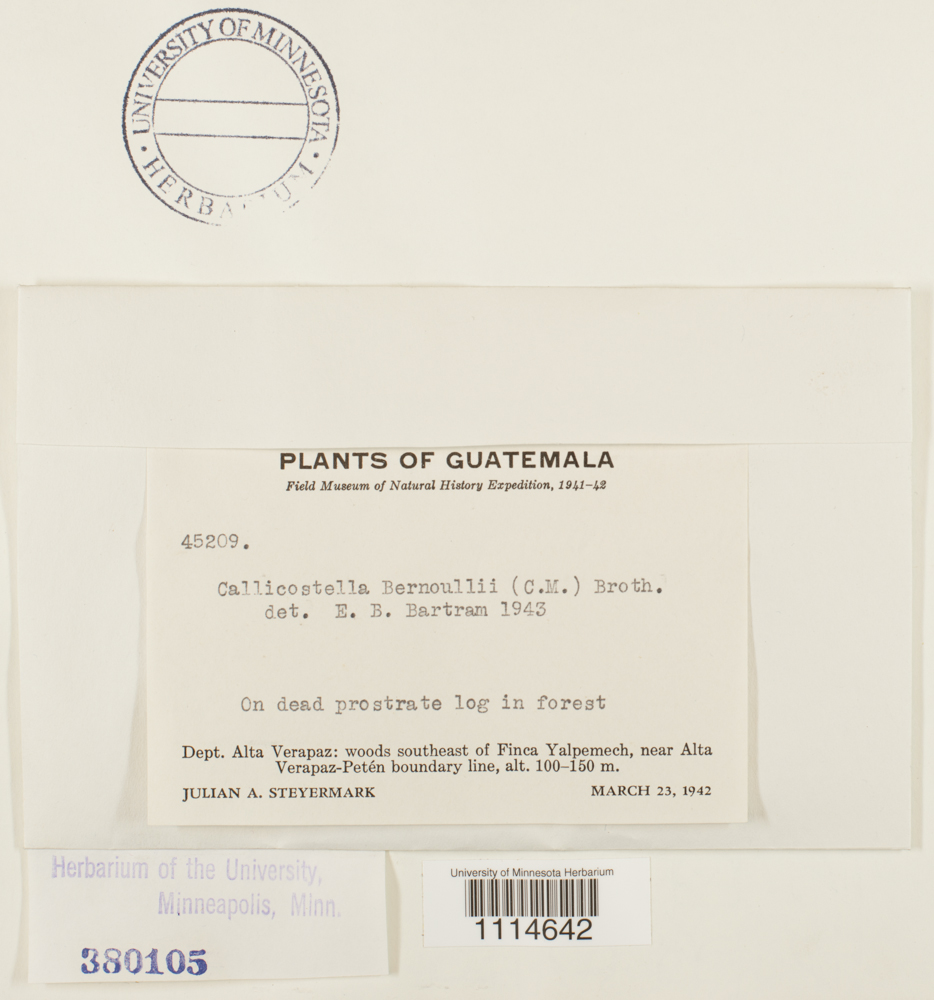 UNIVERSITY OF MINNESOTA
HERBARIUM
PLANTS OF GUATEMALA
Field Museum of Natural History Expedition, 1941–42
45209.
Callicostella Bernoullii (C.M.) Broth.
det. E. B. Bartram 1943
On dead prostrate log in forest
Dept. Alta Verapaz: woods southeast of Finca Yalpemech, near Alta
Verapaz-Petén boundary line, alt. 100–150 m.
JULIAN A. STEYERMARK MARCH 23, 1942
Herbarium of the University,
Minneapolis, Minn.
380105
University of Minnesota Herbarium
1114642